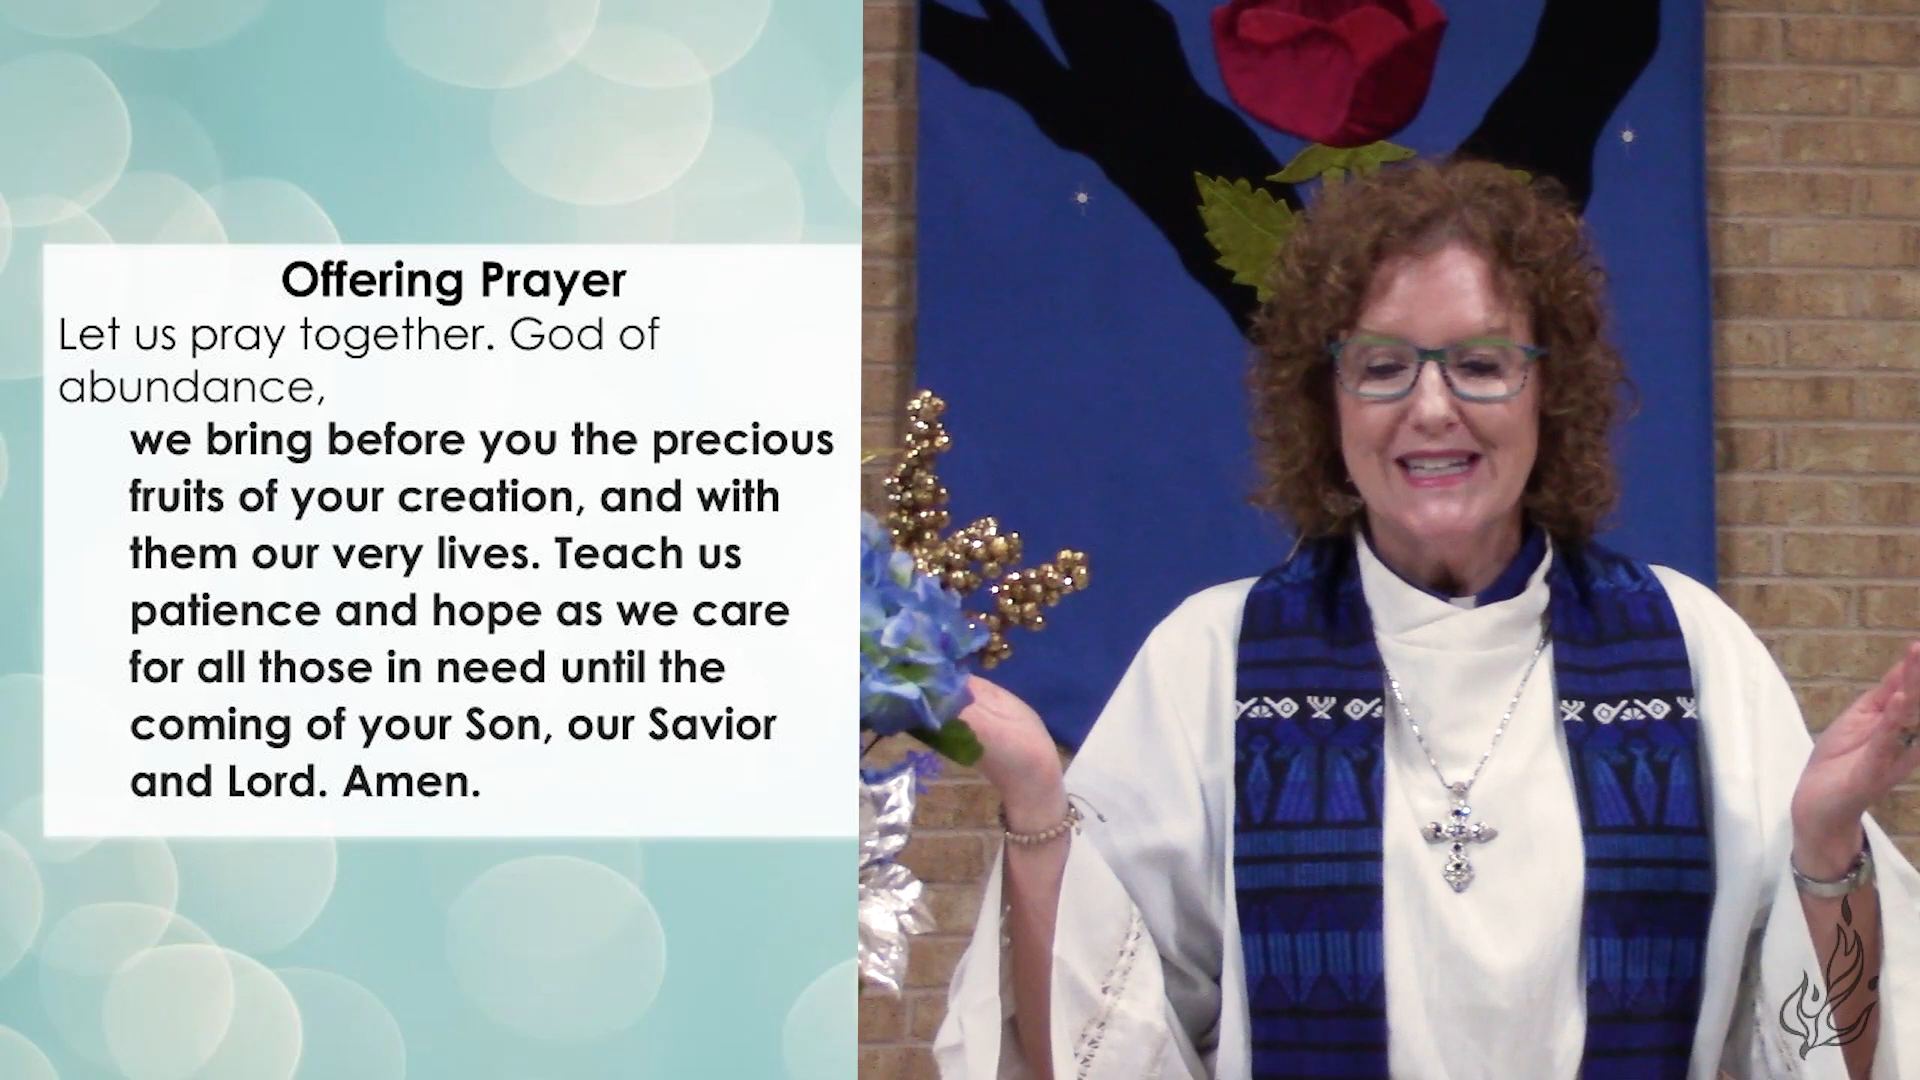 Offering Prayer
Let us pray together. God of
abundance,
we bring before you the precious
fruits of your creation, and with
them our very lives. Teach us
patience and hope as we care
for all those in need until the
coming of your Son, our Savior
and Lord. Amen.